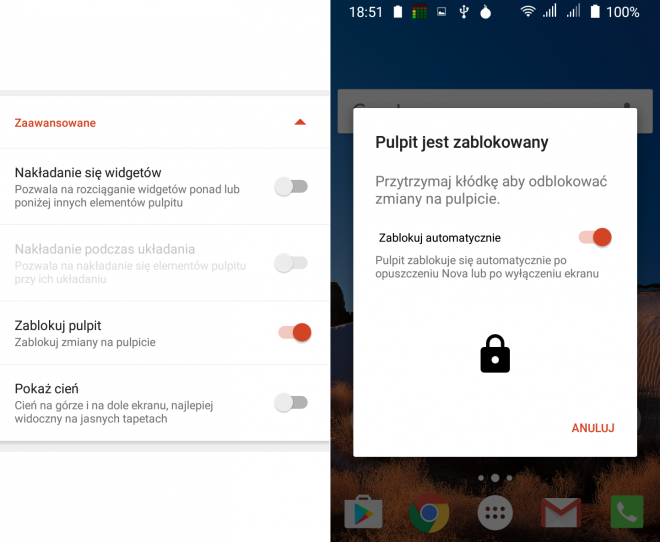 Zaawansowane
Nakładanie się widgetów
Pozwala na rozciąganie widgetów ponad lub
poniżej innych elementów pulpitu
Nakładanie podczas układania
Pozwala na nakładanie się elementów pulpitu
przy ich układaniu
Zablokuj pulpit
Zablokuj zmiany na pulpicie
Pokaż cień
Cień na górze i na dole ekranu, najlepiej
widoczny na jasnych tapetach
18:51 100%
Pulpit jest zablokowany
Przytrzymaj kłódkę aby odblokować
zmiany na pulpicie.
Zablokuj automatycznie
Pulpit zablokuje się automatycznie po
opuszczeniu Nova lub po wyłączeniu ekranu
ANULUJ